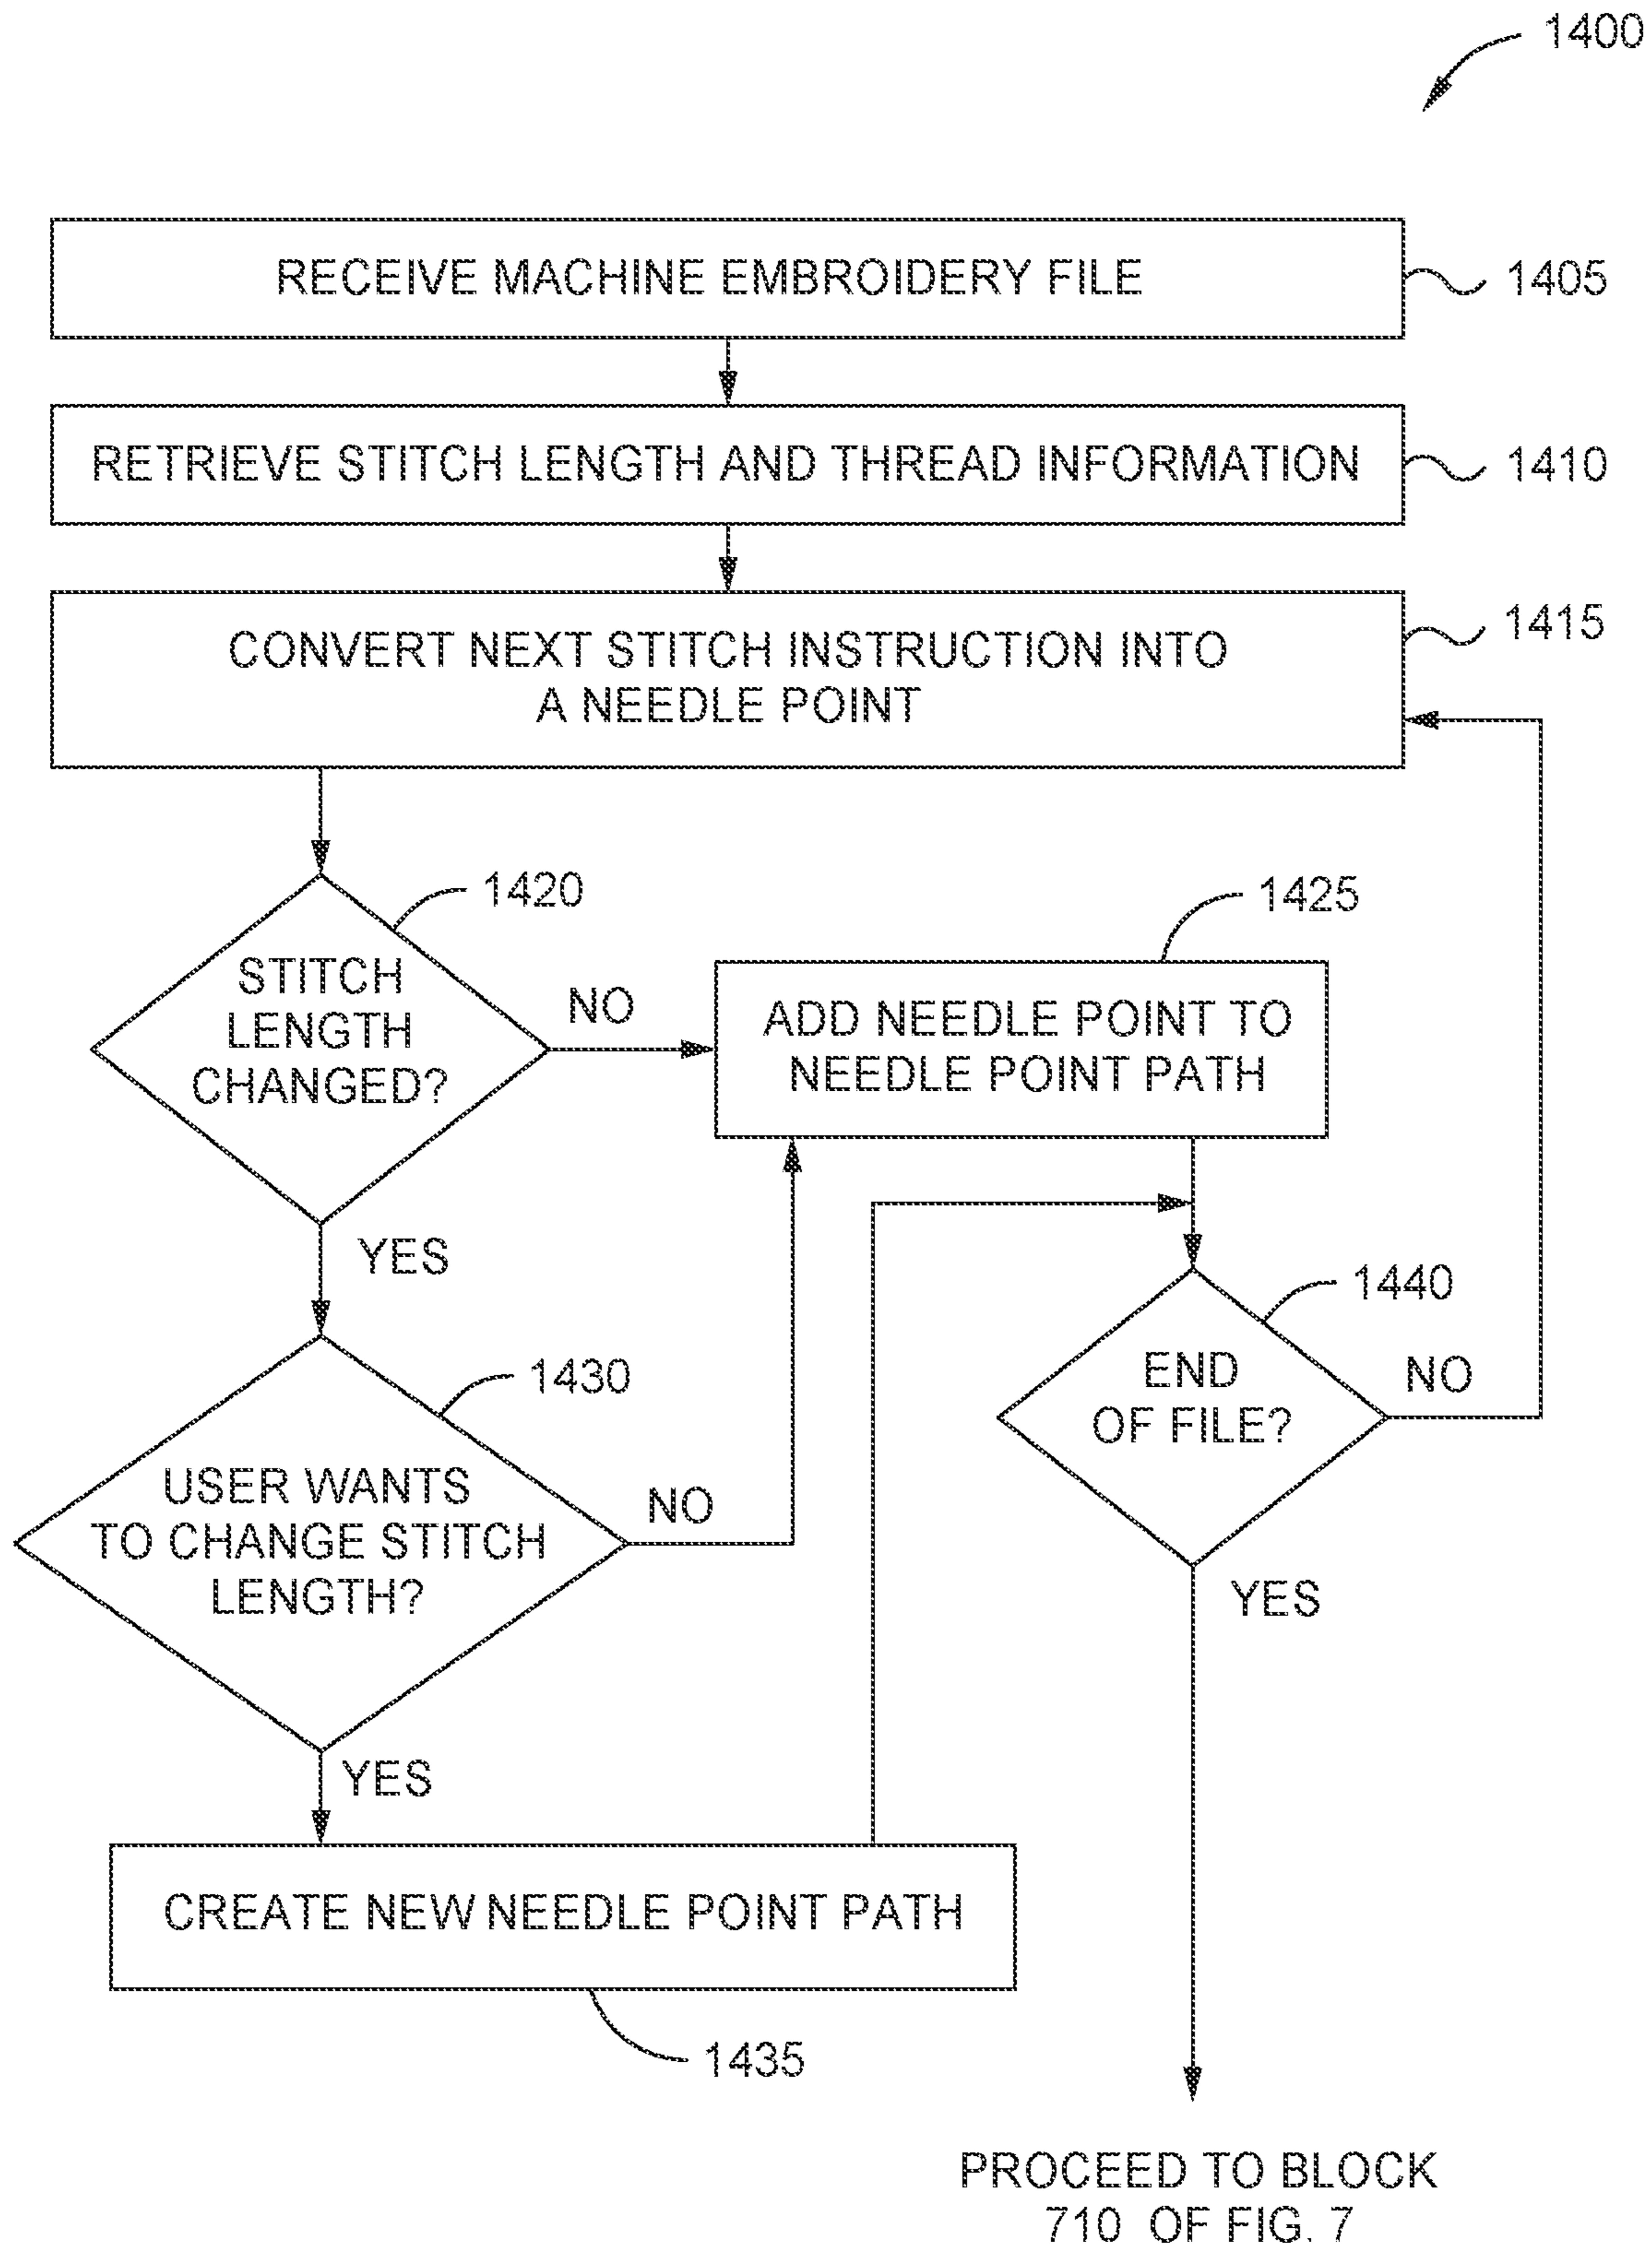 1400
RECEIVE MACHINE EMBROIDERY FILE
1405
RETRIEVE STITCH LENGTH AND THREAD INFORMATION
1410
CONVERT NEXT STITCH INSTRUCTION INTO
A NEEDLE POINT
1415
1420
STITCH
LENGTH
CHANGED?
NO
YES
1425
ADD NEEDLE POINT TO
NEEDLE POINT PATH
1430
USER WANTS
TO CHANGE STITCH
LENGTH?
NO
YES
1440
END
OF FILE?
NO
YES
CREATE NEW NEEDLE POINT PATH
1435
PROCEED TO BLOCK
710 OF FIG. 7